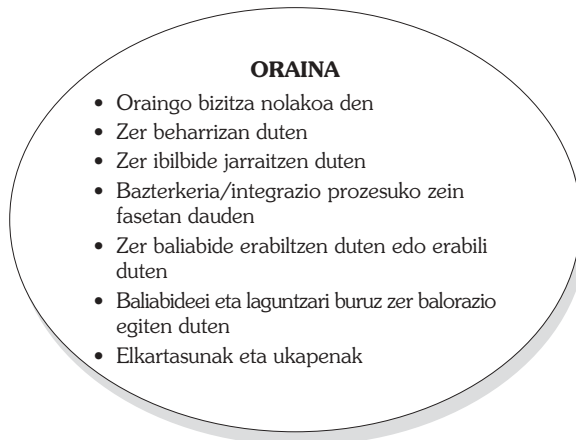 ORAINA
• Oraingo bizitza nolakoa den
• Zer beharrizan duten
• Zer ibilbide jarraitzen duten
• Bazterkeria/integrazio prozesuko zein
fasetan dauden
• Zer baliabide erabiltzen duten edo erabili
duten
• Baliabideei eta laguntzari buruz zer balorazio
egiten duten
• Elkartasunak eta ukapenak